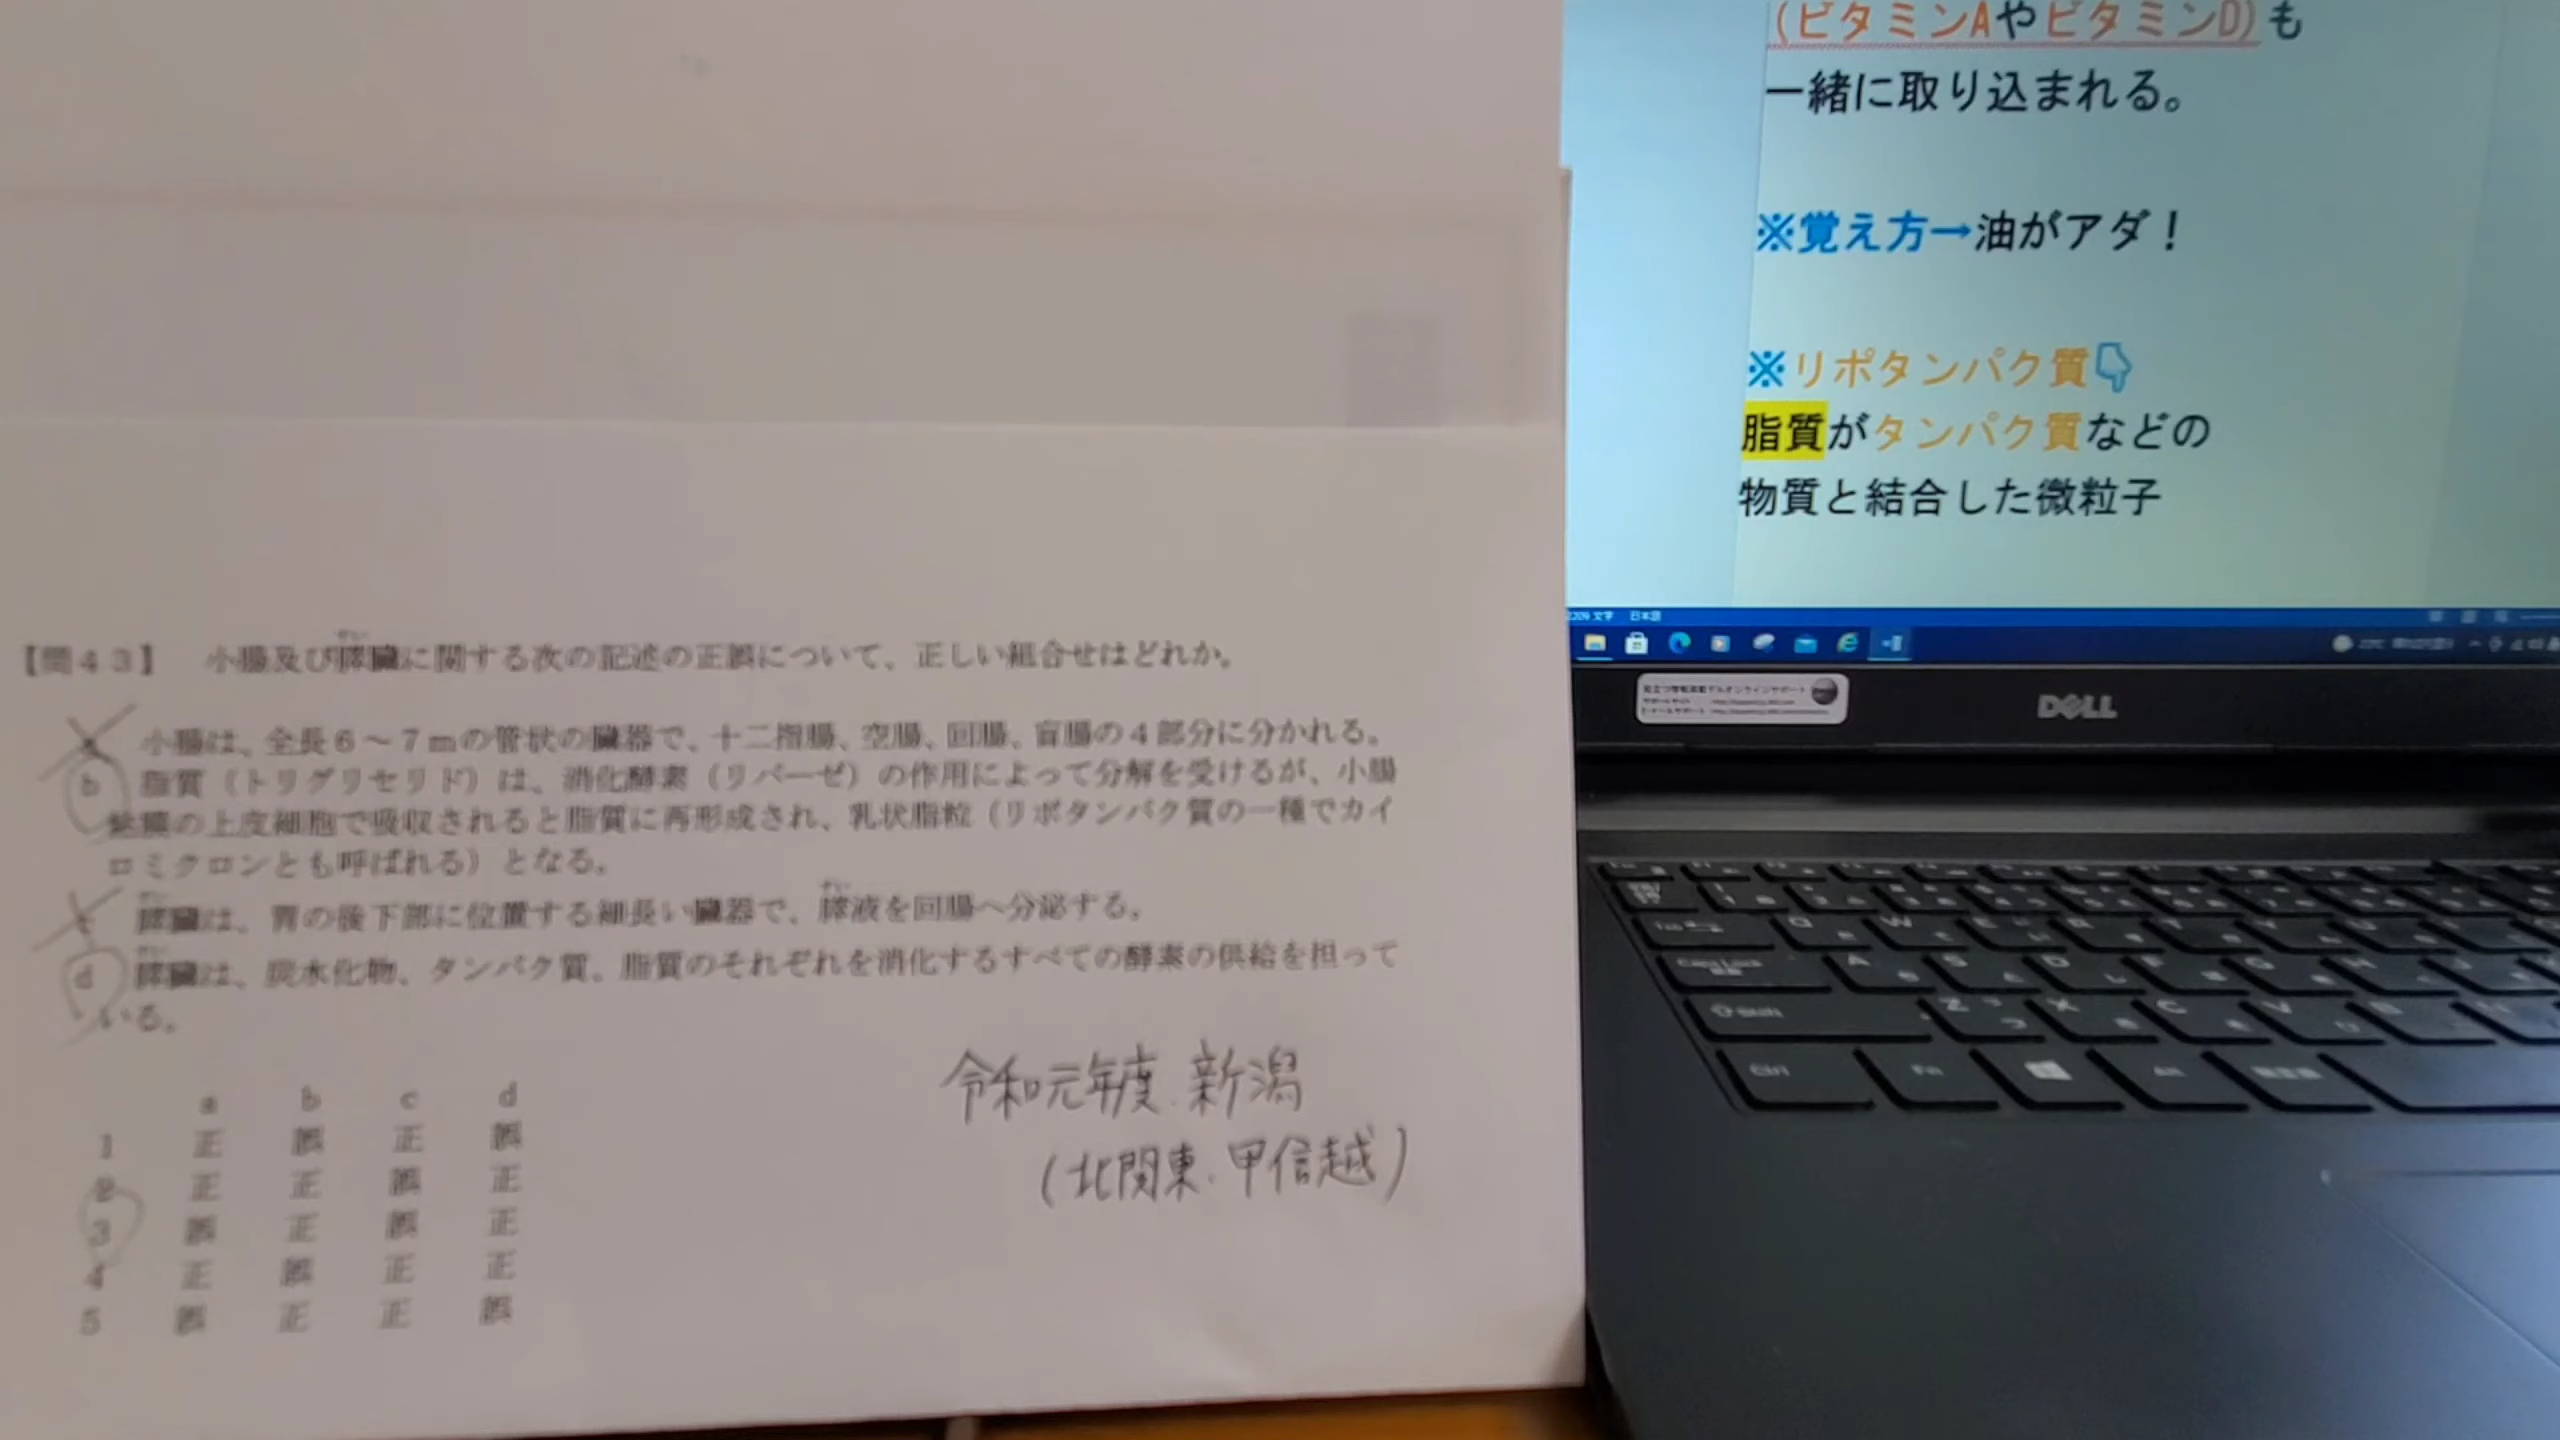 【問43】 小腸及び膵臓に関する次の記述の正誤について、正しい組合せはどれか。
a 小腸は、全長6～7mの管状の臓器で、十二指腸、空腸、回腸、盲腸の4部分に分かれる。
b 脂質（トリグリセリド）は、消化酵素（リパーゼ）の作用によって分解を受けるが、小腸
粘膜の上皮細胞で吸収されると脂質に再形成され、乳状脂粒（リポタンパク質の一種でカイ
ロミクロンとも呼ばれる）となる。
c 膵臓は、胃の後下部に位置する細長い臓器で、膵液を回腸へ分泌する。
d 膵臓は、炭水化物、タンパク質、脂質のそれぞれを消化するすべての酵素の供給を担って
いる。
a b c d
1 正 誤 正 誤
2 正 正 誤 正
3 誤 正 誤 正
4 正 誤 正 正
5 誤 正 正 誤
令和元年度.新潟
(北関東.甲信越)
(ビタミンAやビタミンD)も
一緒に取り込まれる。
※覚え方→油がアダ！
※リポタンパク質👇
脂質がタンパク質などの
物質と結合した微粒子
日本語
DELL
Q W E
A S D F G H
Z X C V B
Ctrl Fn Alt